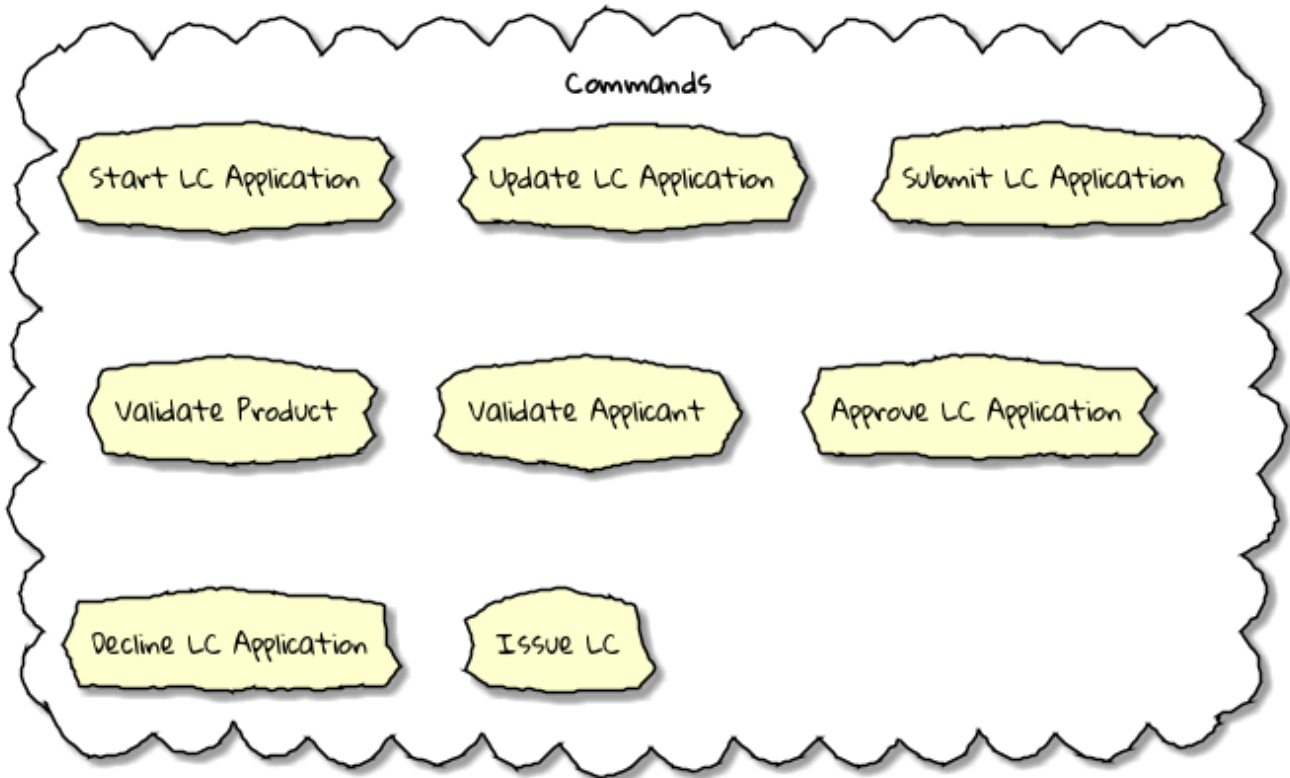 Commands
Start LC Application
Update LC Application
Submit LC Application
Validate Product
Validate Applicant
Approve LC Application
Decline LC Application
Issue LC